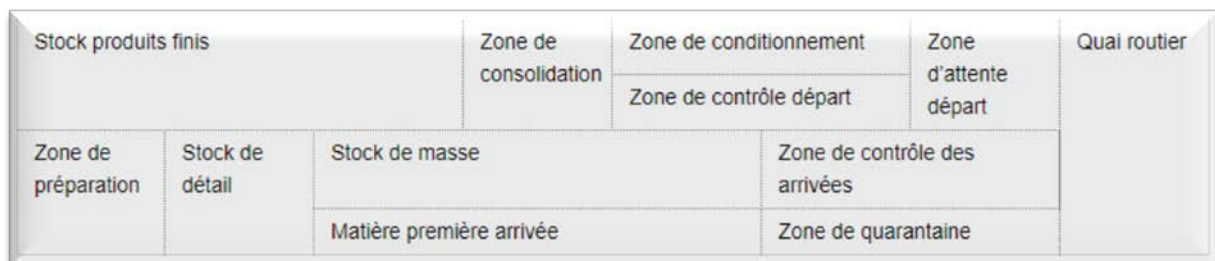 Stock produits finis
Zone de
consolidation
Zone de conditionnement
Zone de contrôle départ
Zone
d'attente
départ
Quai routier
Zone de
préparation
Stock de
détail
Stock de masse
Zone de contrôle des
arrivées
Matière première arrivée
Zone de quarantaine